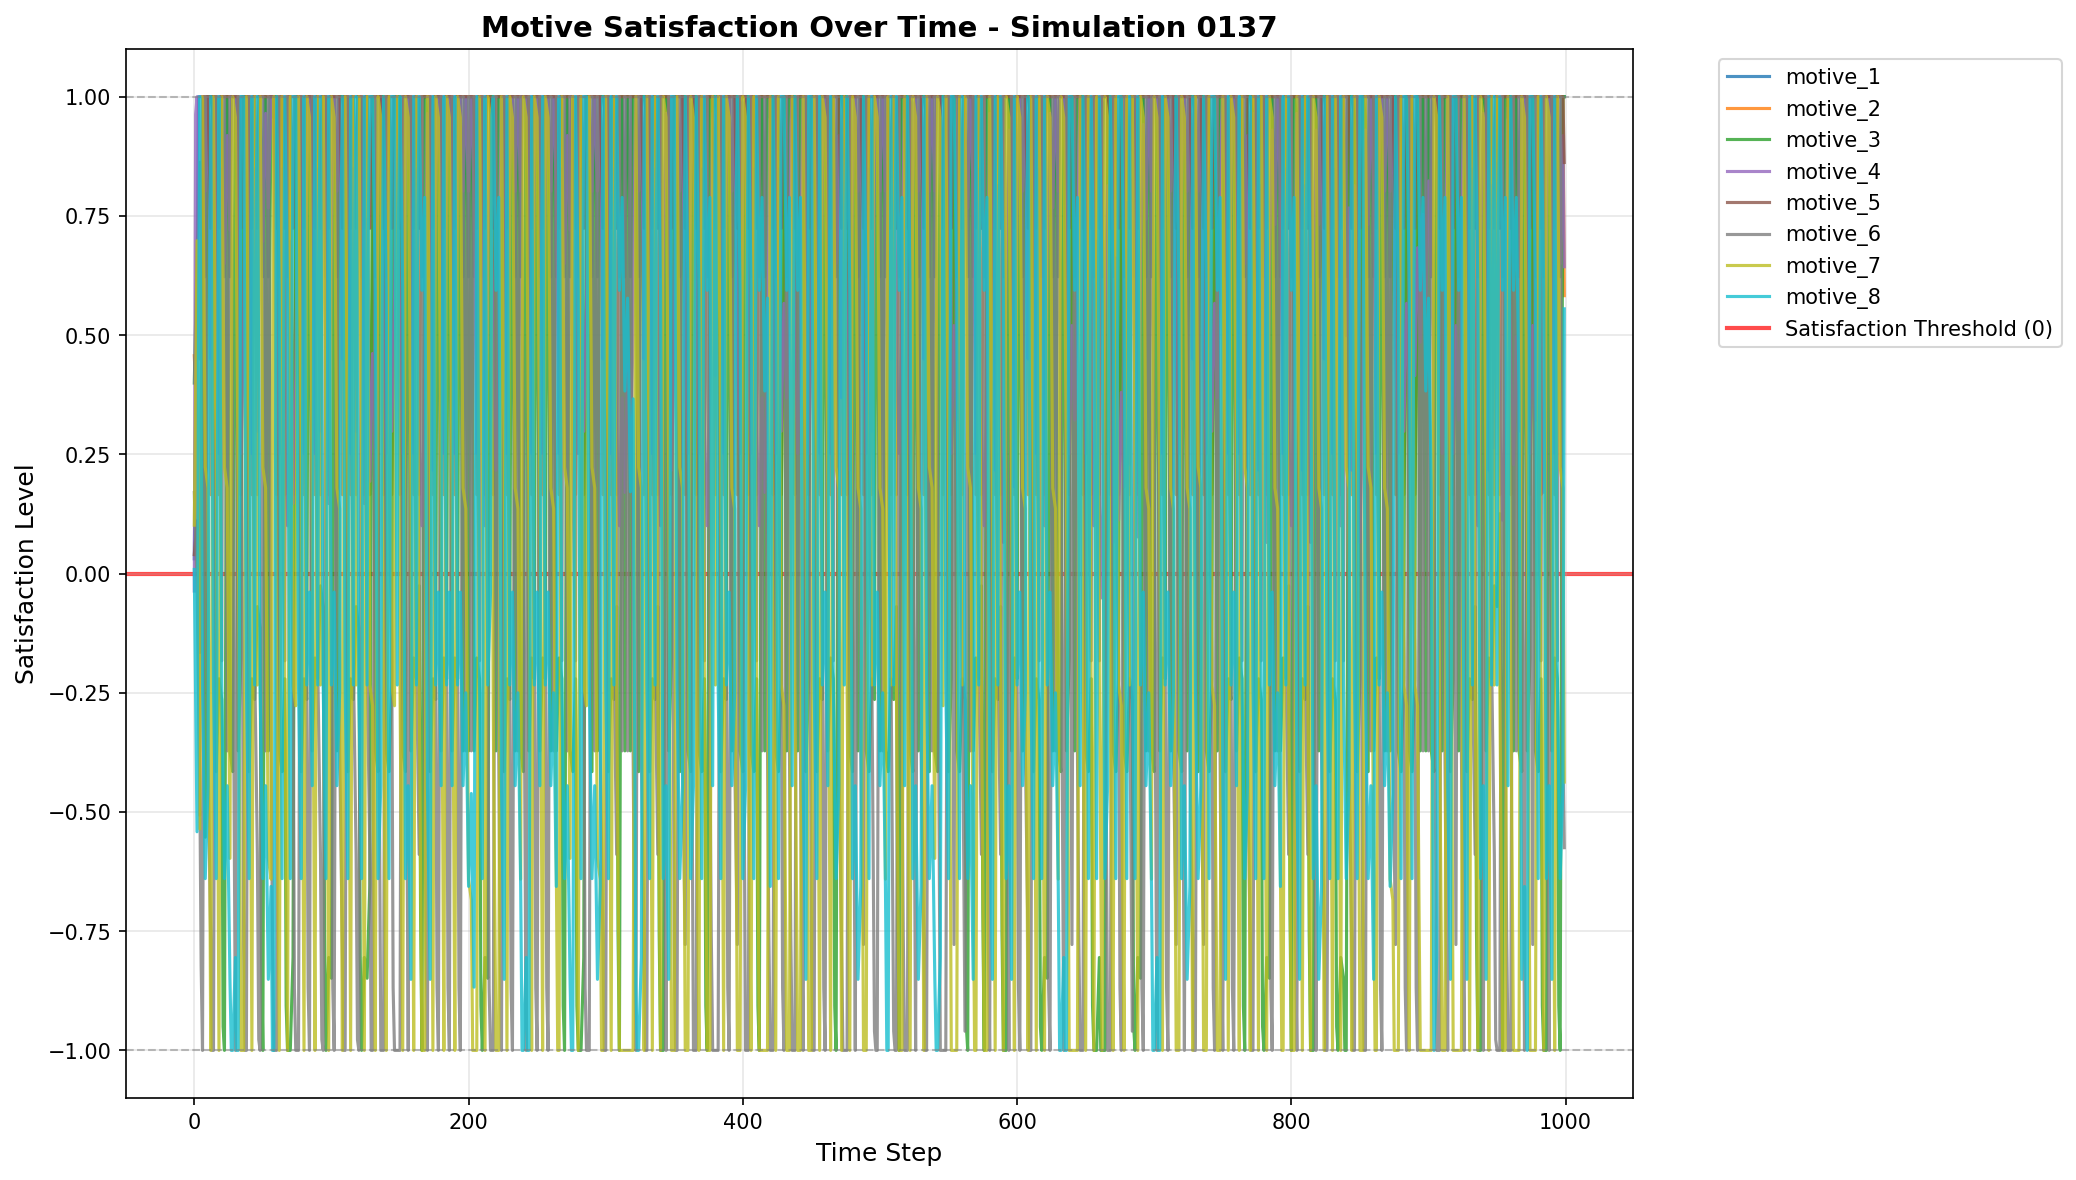 Motive Satisfaction Over Time - Simulation 0137
1.00
0.75
0.50
0.25
0.00
−0.25
−0.50
−0.75
−1.00
Satisfaction Level
0
200
400
600
800
1000
Time Step
motive_1
motive_2
motive_3
motive_4
motive_5
motive_6
motive_7
motive_8
Satisfaction Threshold (0)